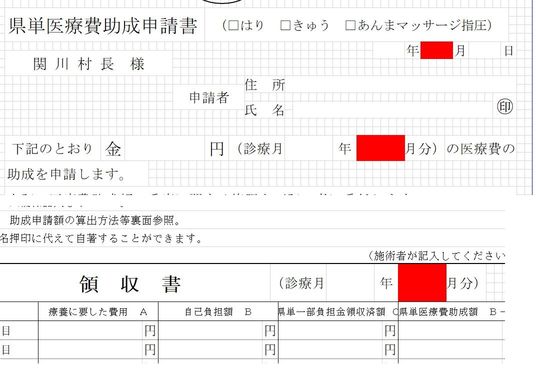 県単医療費助成申請書 （□はり □きゅう □あんまマッサージ指圧）
年 月 日
関川村長 様
住 所
申請者
氏 名 ㊞
下記のとおり 金 円（診療月 年 月分）の医療費の
助成を申請します。
助成申請額の算出方法等裏面参照。
名押印に代えて自署することができます。
（施術者が記入してください
領 収 書 （診療月 年 月分）
療養に要した費用 A 自己負担額 B 県単一部負担金領収済額 C 県単医療費助成額 B－
日 円 円 円
日 円 円 円